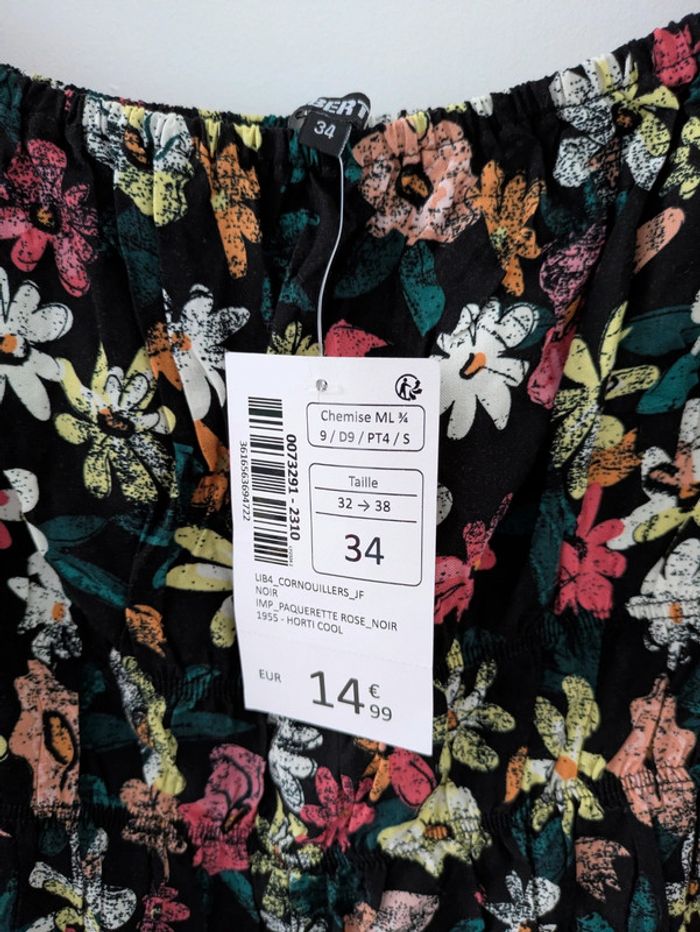 BERT
34
Chemise ML ¾
9 / D9 / PT4 / S
Taille
32 → 38
34
0073291 - 2310
3616563694722
LIB4_CORNOUILLERS_JF
NOIR
IMP_PAQUERETTE ROSE_NOIR
1955 - HORTI COOL
EUR
14 € 99